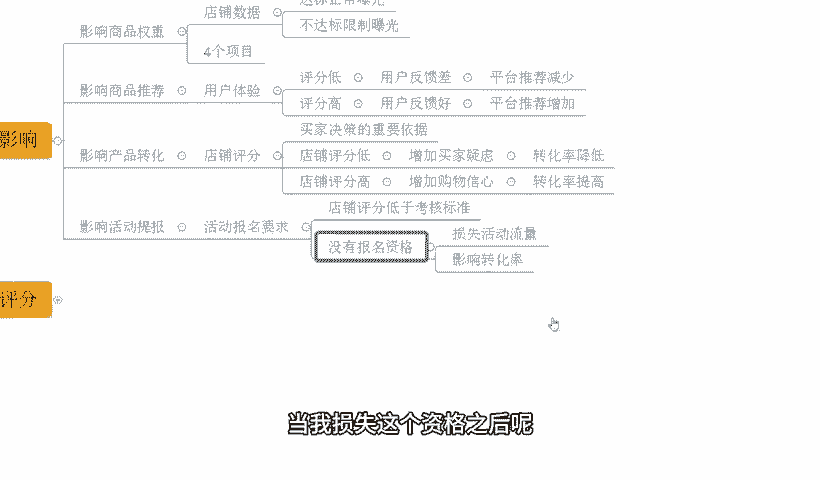 店铺数据
达标正常曝光
不达标限制曝光
影响商品权重
4个项目
影响商品推荐
用户体验
评分低
用户反馈差
平台推荐减少
评分高
用户反馈好
平台推荐增加
影响
影响产品转化
店铺评分
买家决策的重要依据
店铺评分低
增加买家疑虑
转化率降低
店铺评分高
增加购物信心
转化率提高
影响活动提报
活动报名要求
店铺评分低于考核标准
没有报名资格
损失活动流量
影响转化率
评分
当我损失这个资格之后呢